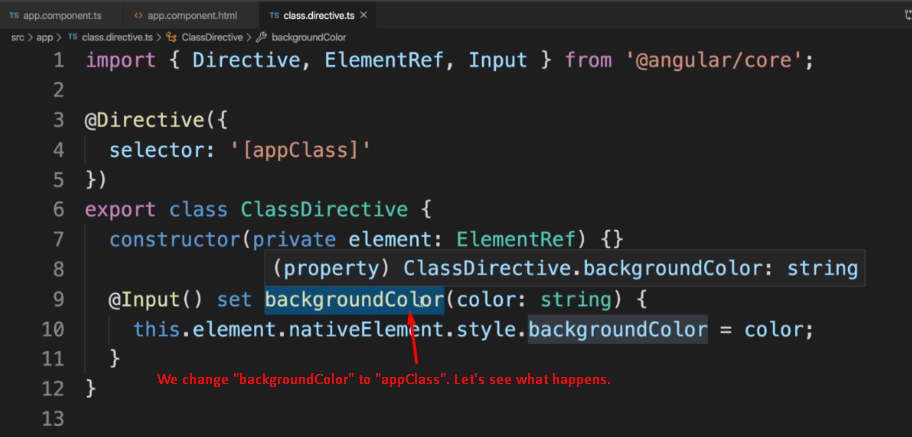 TS app.component.ts <> app.component.html TS class.directive.ts ×
src > app > TS class.directive.ts > ClassDirective > backgroundColor
1 import { Directive, ElementRef, Input } from '@angular/core';
2
3 @Directive({
4 selector: '[appClass]'
5 })
6 export class ClassDirective {
7 constructor(private element: ElementRef) {}
8 (property) ClassDirective.backgroundColor: string
9 @Input() set backgroundColor(color: string) {
10 this.element.nativeElement.style.backgroundColor = color;
11 }
We change "backgroundColor" to "appClass". Let's see what happens.
12 }
13